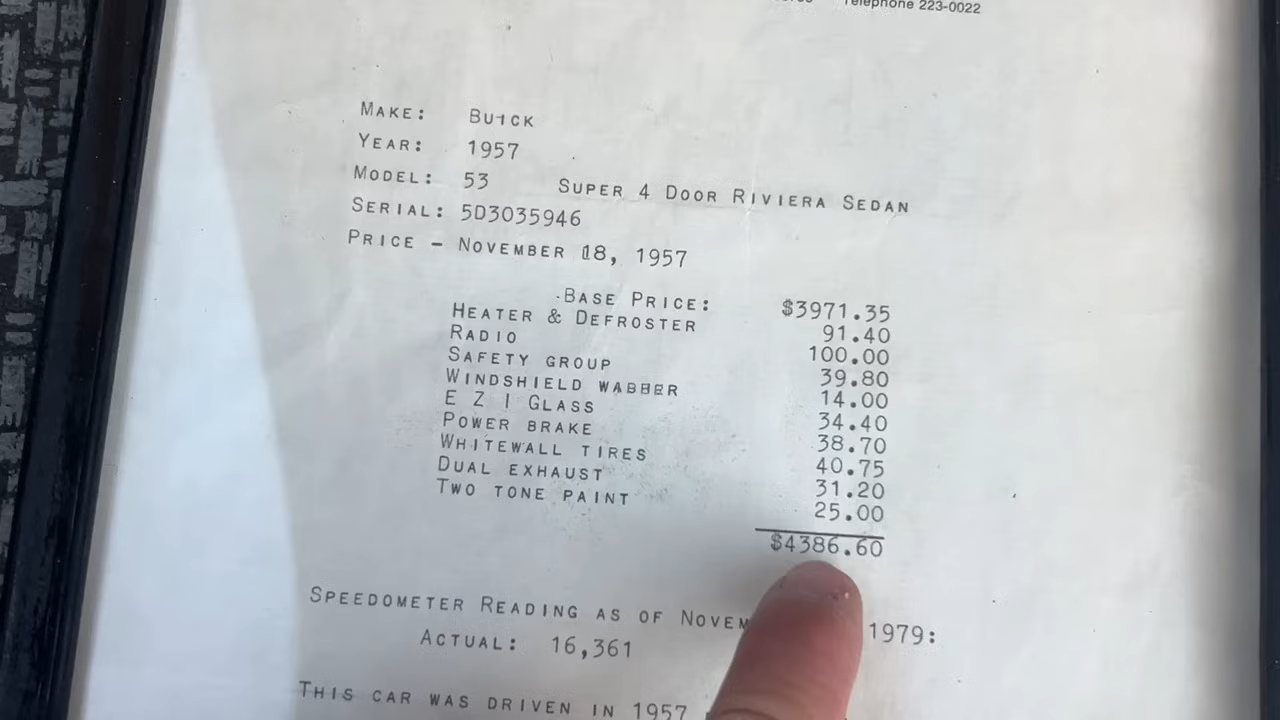 Telephone 223-0022
MAKE: BUICK
YEAR: 1957
MODEL: 53 SUPER 4 DOOR RIVIERA SEDAN
SERIAL: 5D3035946
PRICE - NOVEMBER 18, 1957
BASE PRICE: $3971.35
HEATER & DEFROSTER 91.40
RADIO 100.00
SAFETY GROUP 39.80
WINDSHIELD WABBER 14.00
E Z I GLASS 34.40
POWER BRAKE 38.70
WHITEWALL TIRES 40.75
DUAL EXHAUST 31.20
TWO TONE PAINT 25.00
$4386.60
SPEEDOMETER READING AS OF NOVEM 1979:
ACTUAL: 16,361
THIS CAR WAS DRIVEN IN 1957